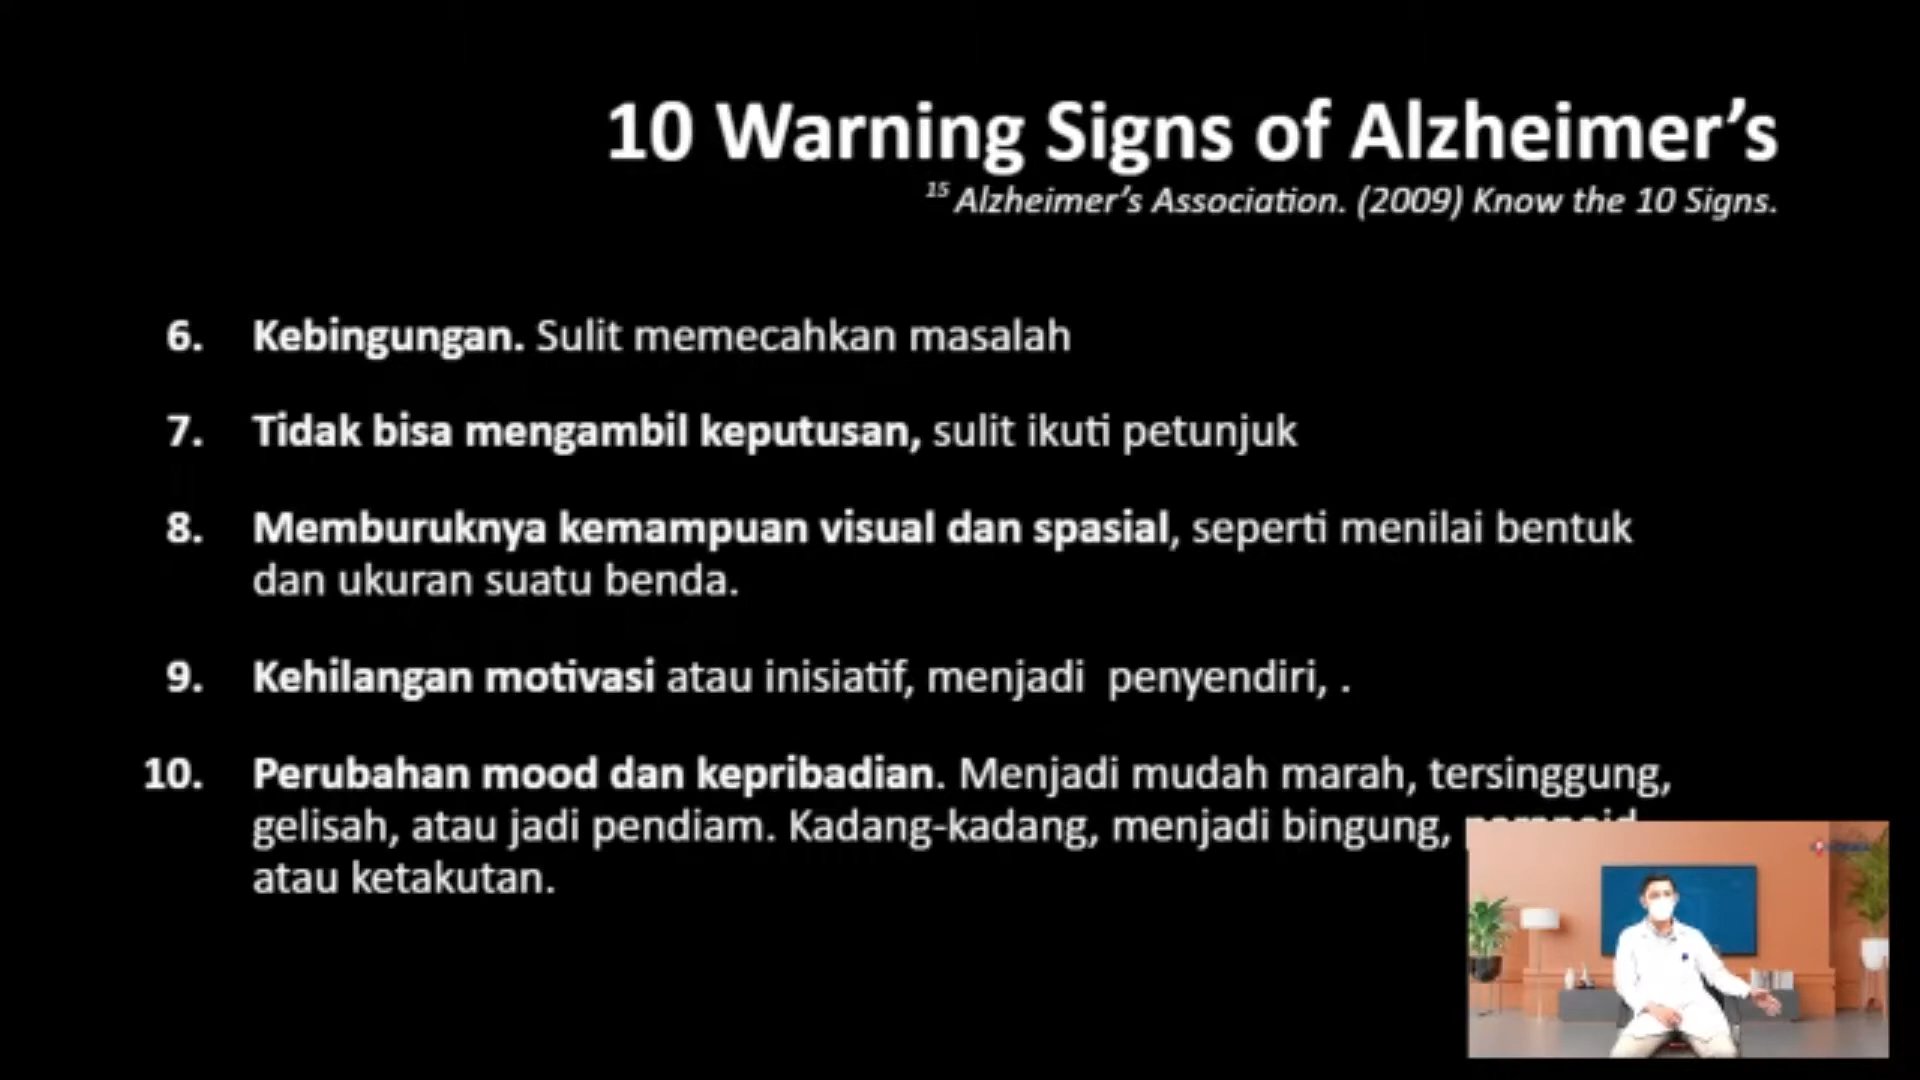 10 Warning Signs of Alzheimer’s
15 Alzheimer’s Association. (2009) Know the 10 Signs.
6. Kebingungan. Sulit memecahkan masalah
7. Tidak bisa mengambil keputusan, sulit ikuti petunjuk
8. Memburuknya kemampuan visual dan spasial, seperti menilai bentuk
dan ukuran suatu benda.
9. Kehilangan motivasi atau inisiatif, menjadi  penyendiri, .
10. Perubahan mood dan kepribadian. Menjadi mudah marah, tersinggung,
gelisah, atau jadi pendiam. Kadang-kadang, menjadi bingung,
atau ketakutan.